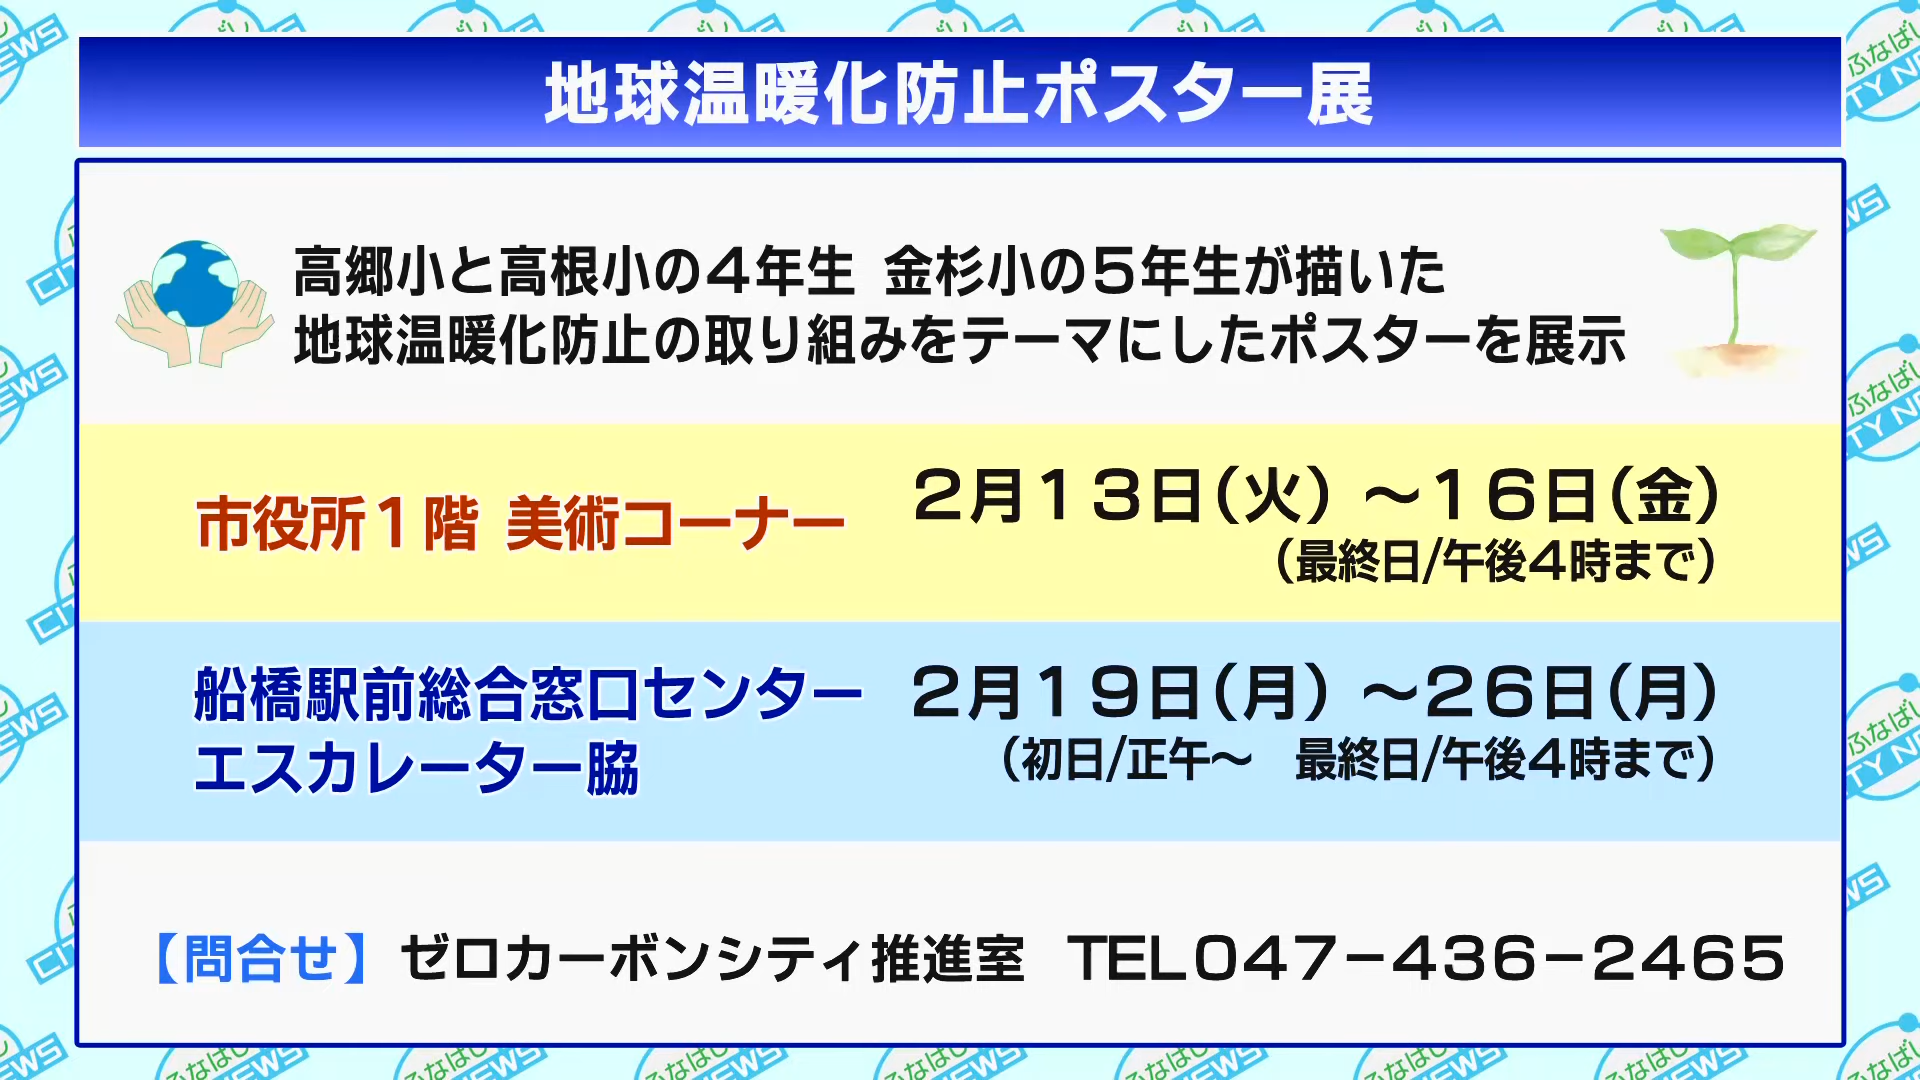 地球温暖化防止ポスター展
高郷小と高根小の４年生 金杉小の５年生が描いた
地球温暖化防止の取り組みをテーマにしたポスターを展示
市役所１階 美術コーナー
２月１３日（火）～１６日（金）
（最終日/午後４時まで）
船橋駅前総合窓口センター
エスカレーター脇
２月１９日（月）～２６日（月）
（初日/正午～　最終日/午後４時まで）
【問合せ】ゼロカーボンシティ推進室　TEL０４７－４３６－２４６５
ふなばし
CITY NEWS